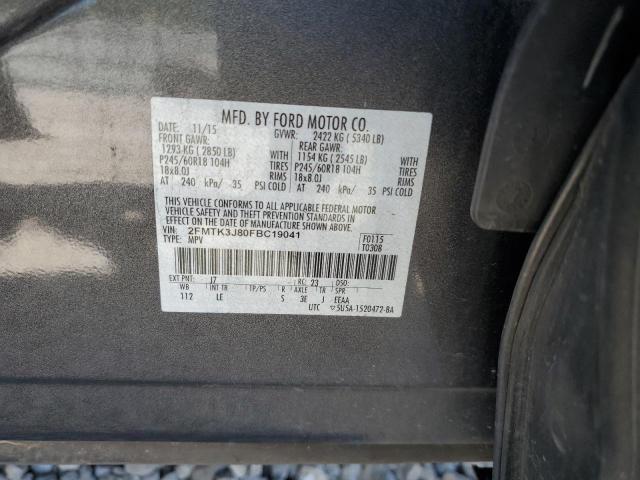 MFD. BY FORD MOTOR CO.
DATE: 11/15 GVWR: 2422 KG ( 5340 LB)
FRONT GAWR: REAR GAWR:
1293 KG ( 2850 LB) WITH 1154 KG ( 2545 LB) WITH
P245/60R18 104H TIRES P245/60R18 104H TIRES
18x8.0J RIMS 18x8.0J RIMS
AT 240 kPa/ 35 PSI COLD AT 240 kPa/ 35 PSI COLD
THIS VEHICLE CONFORMS TO ALL APPLICABLE FEDERAL MOTOR
VEHICLE SAFETY AND THEFT PREVENTION STANDARDS IN EFFECT
ON THE DATE OF MANUFACTURE SHOWN ABOVE.
VIN: 2FMTK3J80FBC19041 F0115
TYPE: MPV T0308
EXT PNT: J7 RC: 23 DSO:
WB INT TR TP/PS R AXLE TR SPR
112 LE S 3E J EEAA
UTC 5U5A-1520472-BA